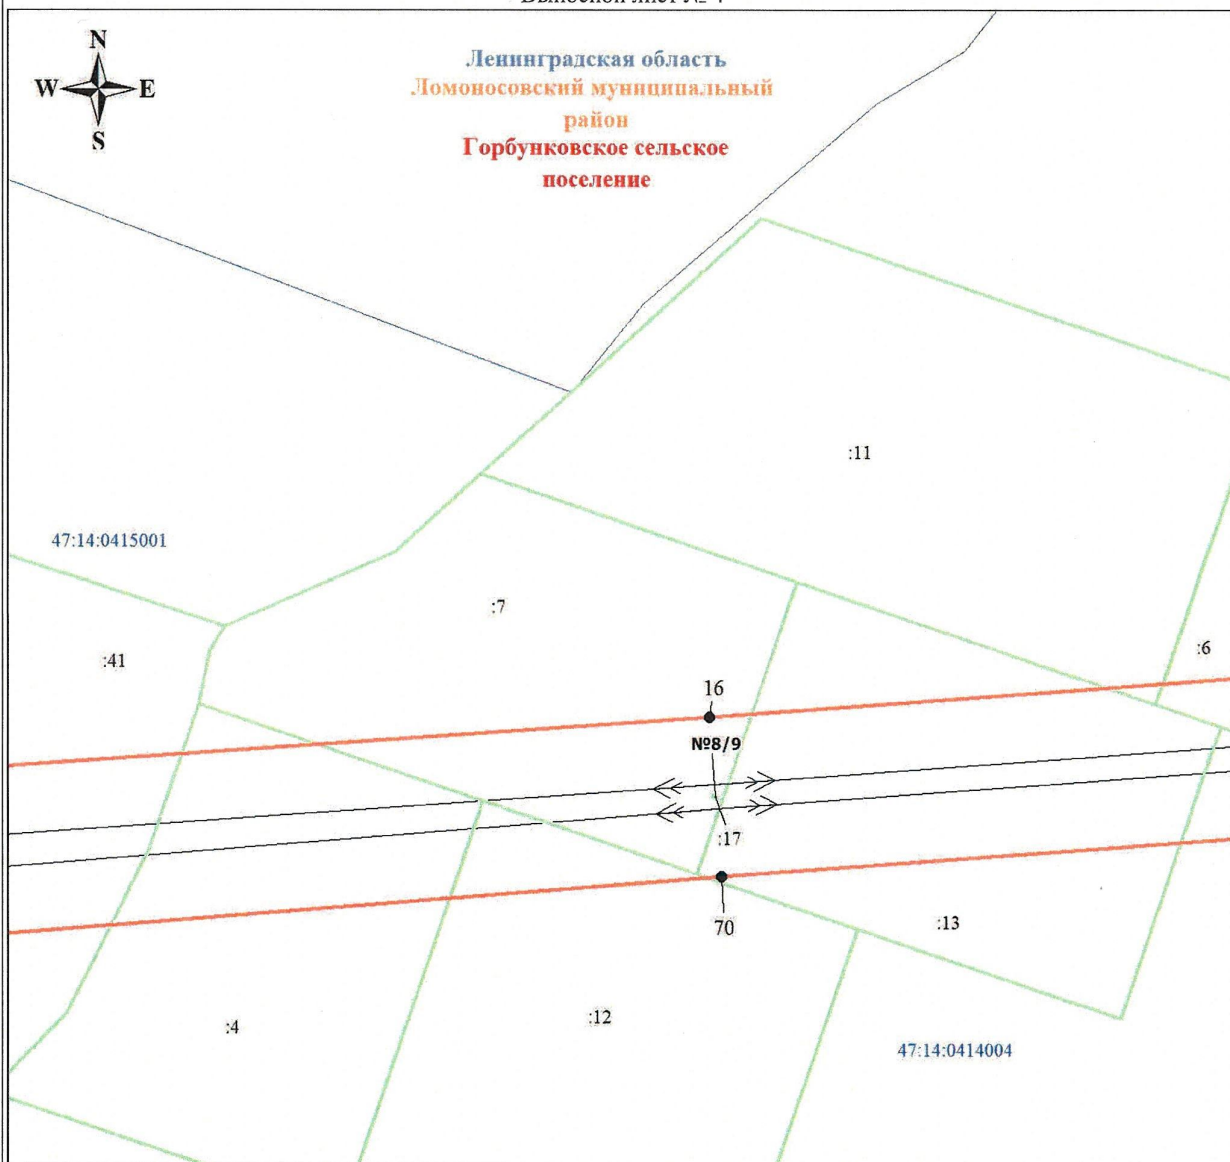 N
W E
S
Ленинградская область
Ломоносовский муниципальный
район
Горбунковское сельское
поселение
:11
47:14:0415001
:7
:6
:41
16
№8/9
:17
70
:13
:4
:12
47:14:0414004